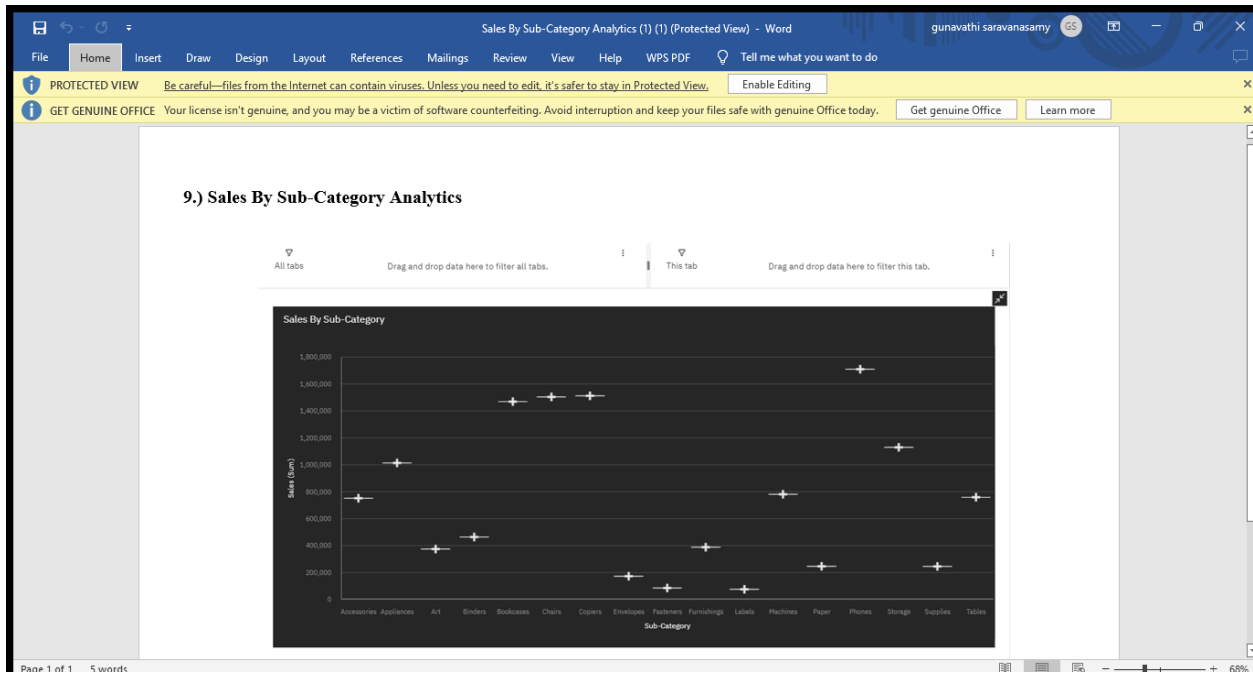 Sales By Sub-Category Analytics (1) (1) (Protected View) - Word
gunavathi saravanasamy GS
File Home Insert Draw Design Layout References Mailings Review View Help WPS PDF Tell me what you want to do
PROTECTED VIEW Be careful—files from the Internet can contain viruses. Unless you need to edit, it's safer to stay in Protected View. Enable Editing
GET GENUINE OFFICE Your license isn't genuine, and you may be a victim of software counterfeiting. Avoid interruption and keep your files safe with genuine Office today. Get genuine Office Learn more
9.) Sales By Sub-Category Analytics
All tabs Drag and drop data here to filter all tabs.
This tab Drag and drop data here to filter this tab.
Sales By Sub-Category
1,800,000
1,600,000
1,400,000
1,200,000
1,000,000
800,000
600,000
400,000
200,000
0
Sales (Sum)
Accessories Appliances Art Binders Bookcases Chairs Copiers Envelopes Fasteners Furnishings Labels Machines Paper Phones Storage Supplies Tables
Sub-Category
Page 1 of 1 5 words 68%